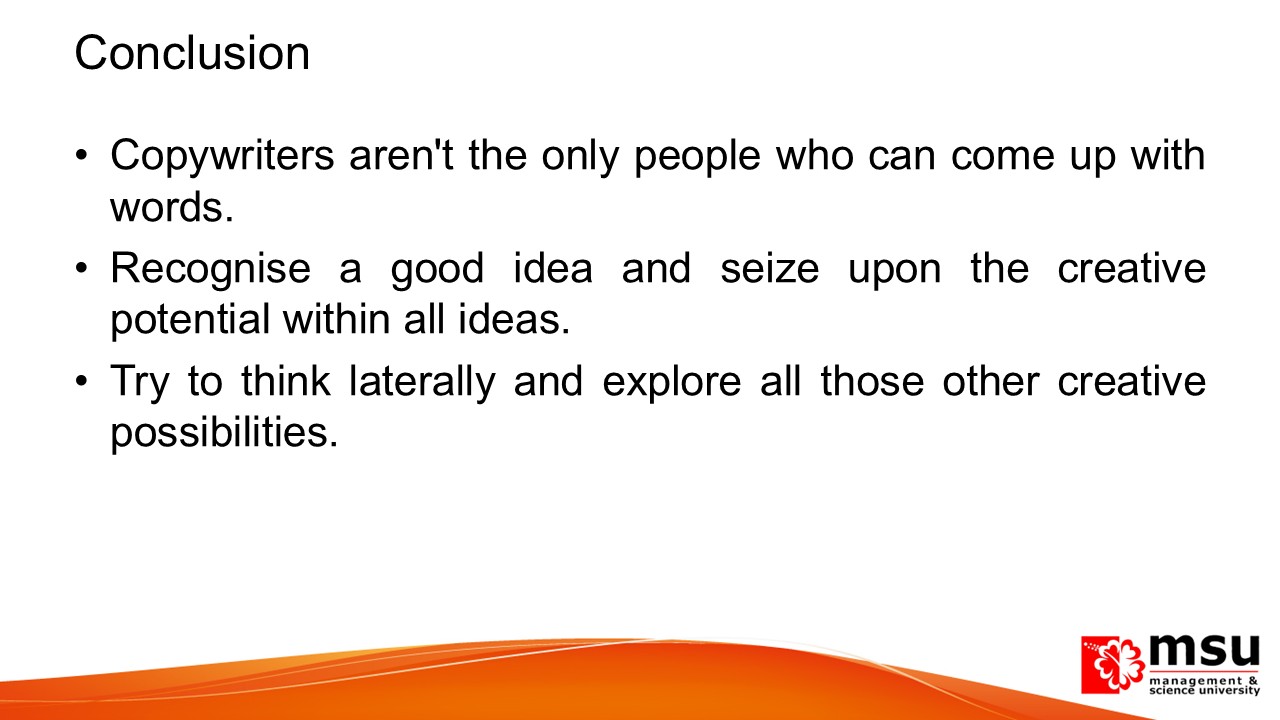 Conclusion
• Copywriters aren't the only people who can come up with
words.
• Recognise a good idea and seize upon the creative
potential within all ideas.
• Try to think laterally and explore all those other creative
possibilities.
msu
management &
science university